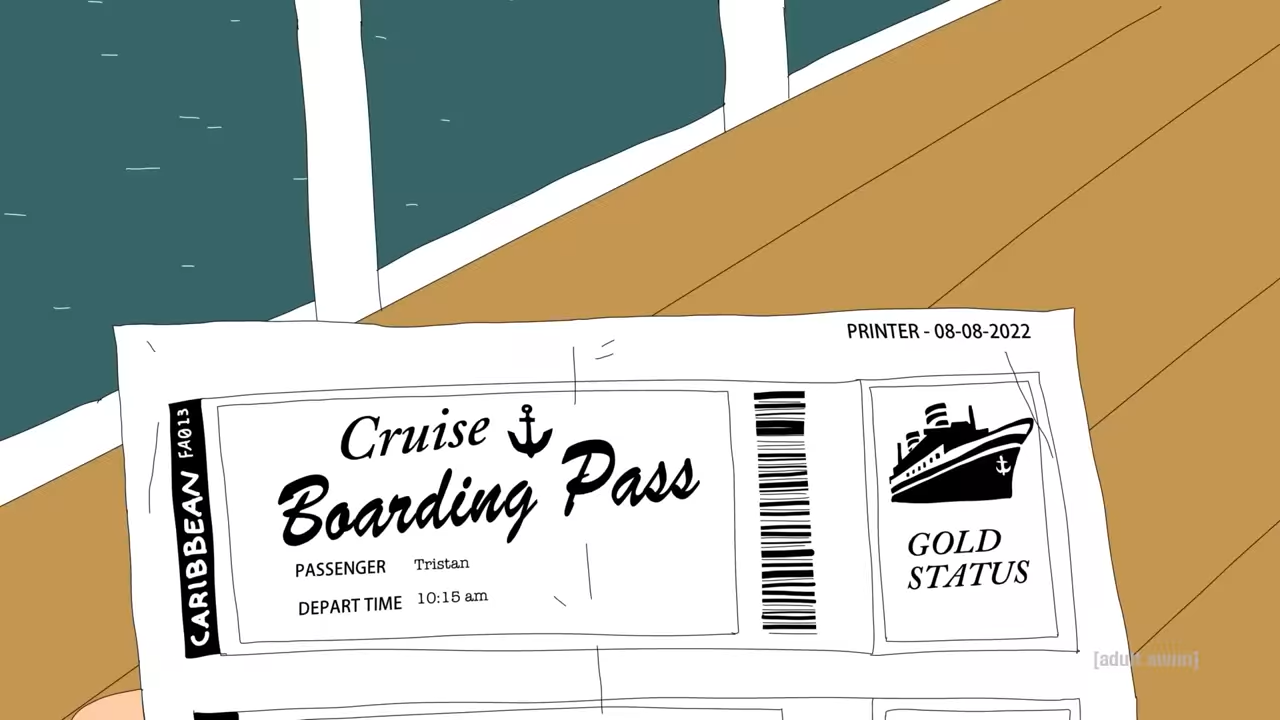 PRINTER - 08-08-2022
CARIBBEAN FA013
Cruise
Boarding Pass
PASSENGER Tristan
DEPART TIME 10:15 am
GOLD
STATUS
[adult swim]